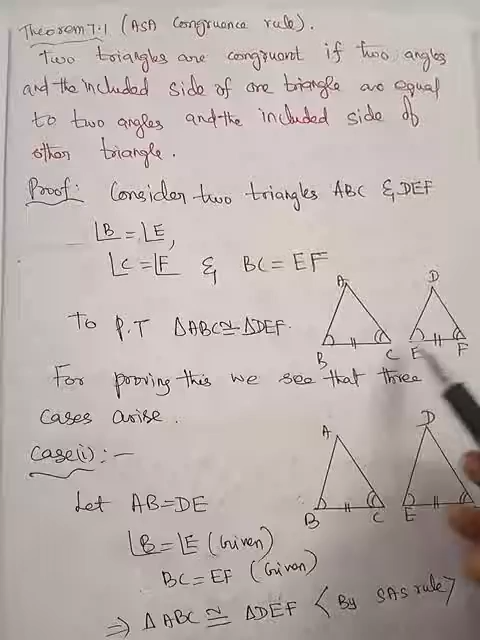 Theorem 7.1 (ASA Congruence rule).
Two triangles are congruent if two angles
and the included side of one triangle are equal
to two angles and the included side of
other triangle.
Proof: Consider two triangles ABC & DEF
∠B = ∠E,
∠C = ∠F & BC = EF
To P.T ΔABC ≅ ΔDEF.
A
B
C
D
E
F
For proving this we see that three
cases arise.
Case(i):-
A
B
C
D
E
Let AB = DE
∠B = ∠E (Given)
BC = EF (Given)
⇒ ΔABC ≅ ΔDEF < By SAS rule>